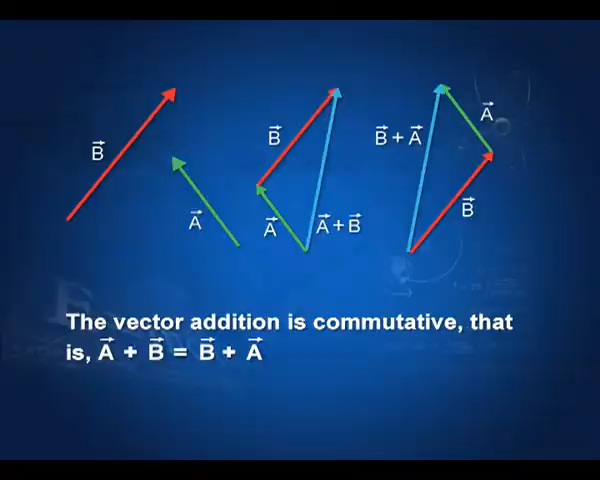 B⃗
A⃗
B⃗
A⃗
A⃗ + B⃗
B⃗ + A⃗
A⃗
B⃗
The vector addition is commutative, that
is, A⃗ + B⃗ = B⃗ + A⃗